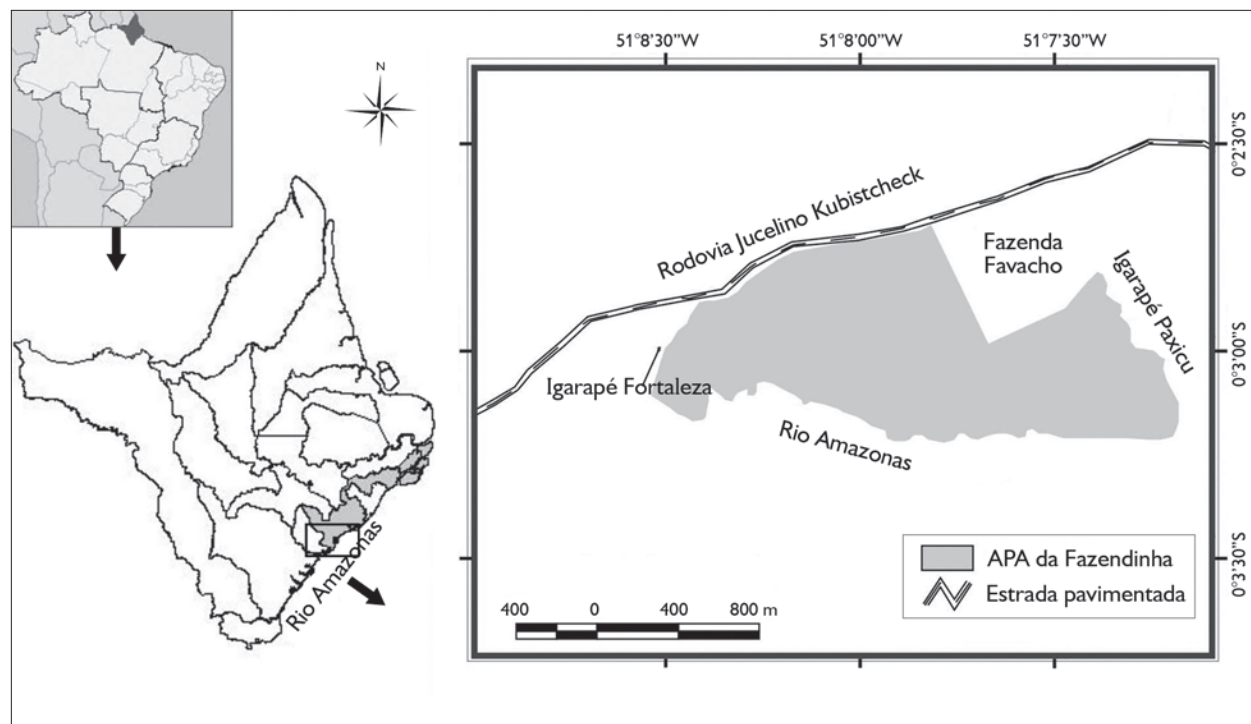 N
Rio Amazonas
51°8’30”W
51°8’00”W
51°7’30”W
0°2’30”S
0°3’00”S
0°3’30”S
Rodovia Jucelino Kubistcheck
Fazenda
Favacho
Igarapé Paxicu
Igarapé Fortaleza
Rio Amazonas
APA da Fazendinha
Estrada pavimentada
400 0 400 800 m